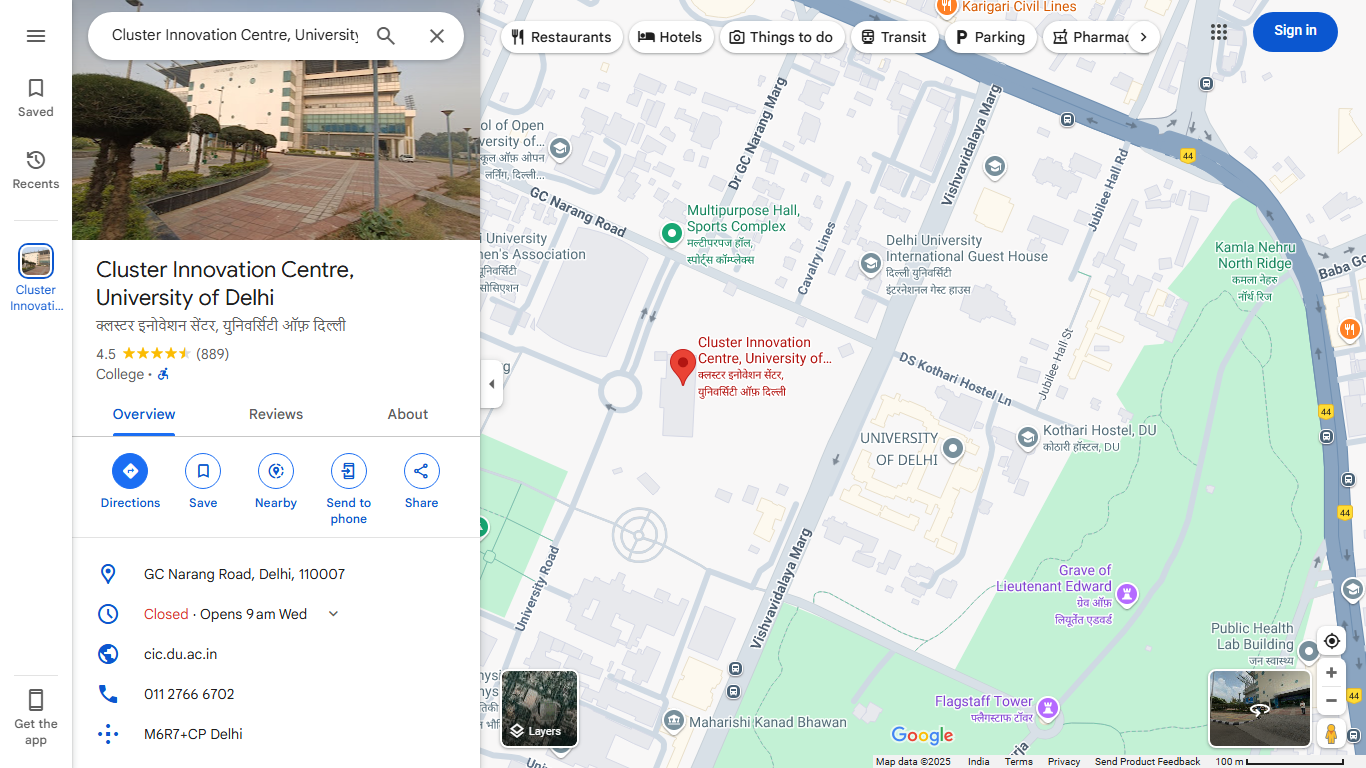 Cluster Innovation Centre, University
Restaurants
Hotels
Things to do
Transit
Parking
Pharmac
Sign in
Saved
Recents
Cluster
Innovati...
Get the
app
Cluster Innovation Centre,
University of Delhi
क्लस्टर इनोवेशन सेंटर, युनिवर्सिटी ऑफ़ दिल्ली
4.5 (889)
College ·
Overview
Reviews
About
Directions
Save
Nearby
Send to
phone
Share
GC Narang Road, Delhi, 110007
Closed · Opens 9 am Wed
cic.du.ac.in
011 2766 6702
M6R7+CP Delhi
Karigari Civil Lines
ol of Open
versity of...
कूल ऑफ़ ओपन
लर्निंग, दिल्ली...
Dr GC Narang Marg
Vishvavidalaya Marg
44
Jubilee Hall Rd
GC Narang Road
Multipurpose Hall,
Sports Complex
मल्टीपरपज हॉल,
स्पोर्ट्स कॉम्प्लेक्स
Cavalry Lines
University
en's Association
यूनिवर्सिटी
सोसिएशन
Delhi University
International Guest House
दिल्ली युनिवर्सिटी
इंटरनेशनल गेस्ट हाउस
Kamla Nehru
North Ridge
कमला नेहरु
नॉर्थ रिज
Baba Go
Cluster Innovation
Centre, University of...
क्लस्टर इनोवेशन सेंटर,
युनिवर्सिटी ऑफ़ दिल्ली
DS Kothari Hostel Ln
Jubilee Hall St
44
UNIVERSITY
OF DELHI
Kothari Hostel, DU
कोठारी हॉस्टल, DU
44
University Road
Vishvavidalaya Marg
Grave of
Lieutenant Edward
ग्रेव ऑफ़
लियूर्तेंत एडवर्ड
Public Health
Lab Building
जन स्वास्थ्य
Flagstaff Tower
फ्लैगस्टाफ टॉवर
44
Maharishi Kanad Bhawan
Layers
Google
Map data ©2025
India
Terms
Privacy
Send Product Feedback
100 m